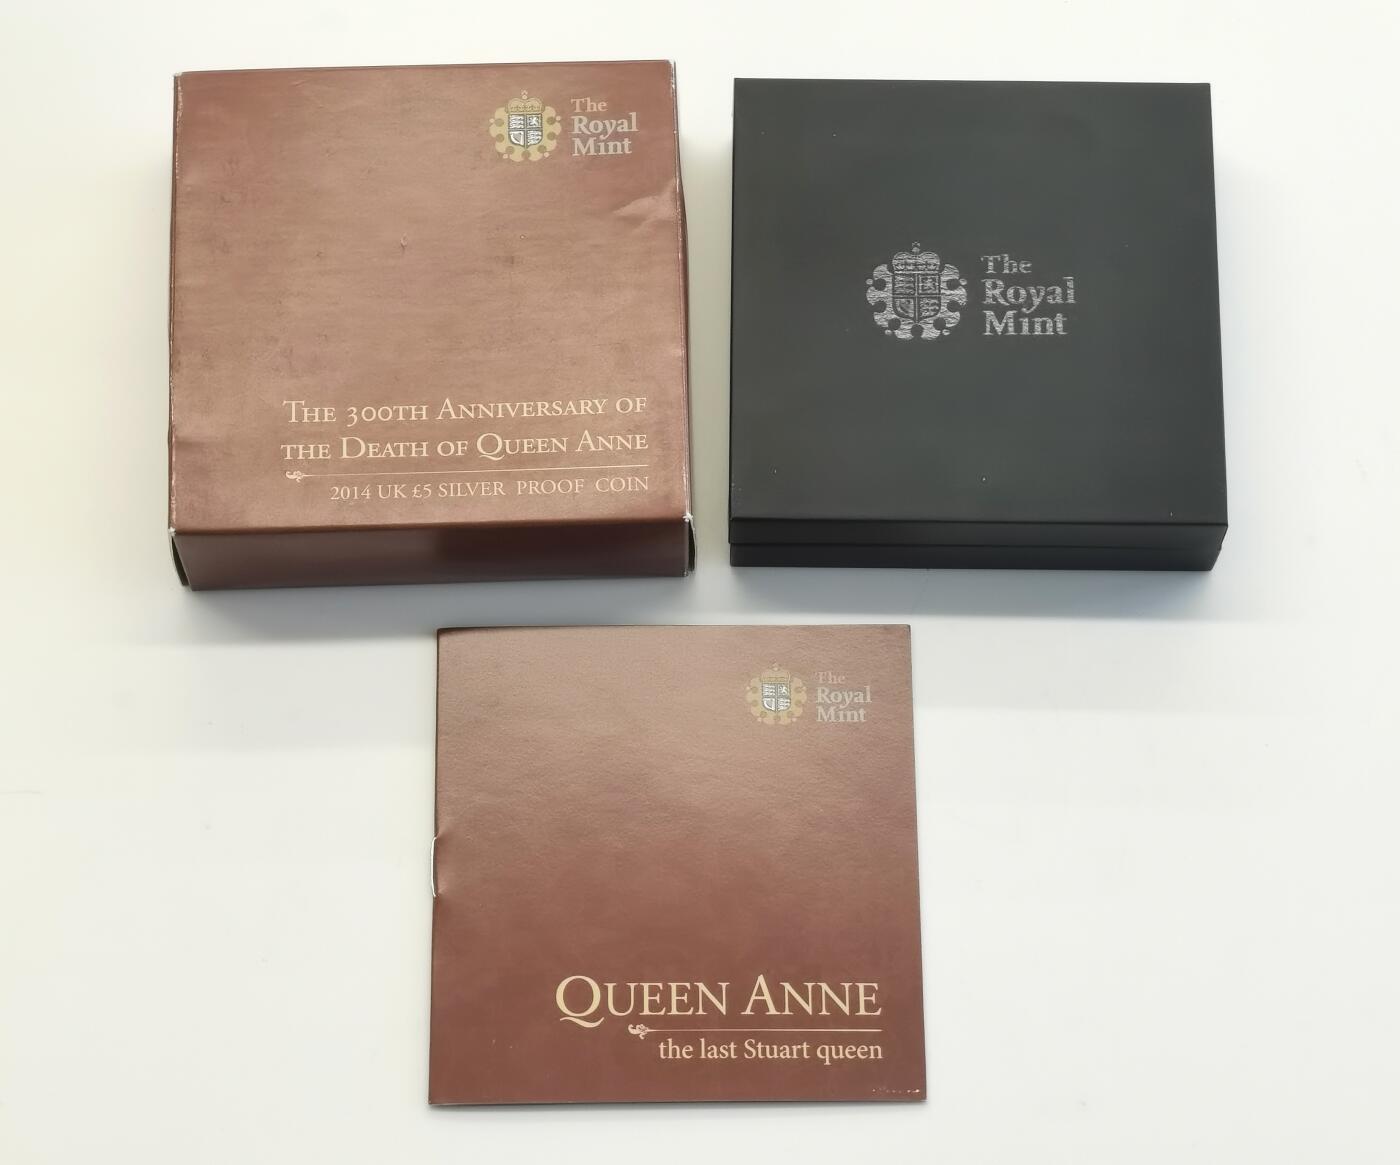 The
Royal
Mint
THE 300TH ANNIVERSARY OF
THE DEATH OF QUEEN ANNE
2014 UK £5 SILVER PROOF COIN
The
Royal
Mint
The
Royal
Mint
QUEEN ANNE
the last Stuart queen